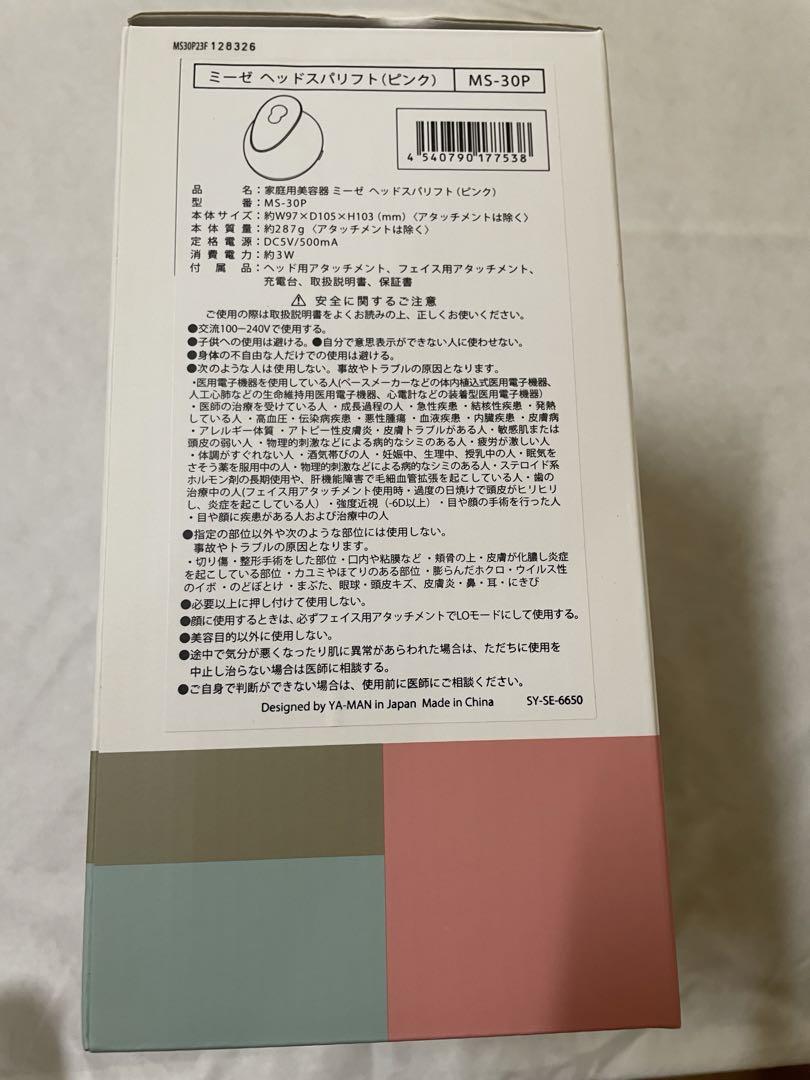 MS30P23F 128326
ミーゼ ヘッドスパリフト(ピンク) MS-30P
4 540790 177538
品名:家庭用美容器 ミーゼ ヘッドスパリフト(ピンク)
型番:MS-30P
本体サイズ:約W97×D105×H103(mm)〈アタッチメントは除く〉
本体質量:約287g〈アタッチメントは除く〉
定格電源:DC5V/500mA
消費電力:約3W
付属品:ヘッド用アタッチメント、フェイス用アタッチメント、
充電台、取扱説明書、保証書
⚠ 安全に関するご注意
ご使用の際は取扱説明書をよくお読みの上、正しくお使いください。
●交流100-240Vで使用する。
●子供への使用は避ける。●自分で意思表示ができない人に使わせない。
●身体の不自由な人だけでの使用は避ける。
●次のような人は使用しない。事故やトラブルの原因となります。
・医用電子機器を使用している人(ペースメーカーなどの体内植込式医用電子機器、
人工心肺などの生命維持用医用電子機器、心電計などの装着型医用電子機器)
・医師の治療を受けている人・成長過程の人・急性疾患・結核性疾患・発熱
している人・高血圧・伝染病疾患・悪性腫瘍・血液疾患・内臓疾患・皮膚病
・アレルギー体質・アトピー性皮膚炎・皮膚トラブルがある人・敏感肌または
頭皮の弱い人・物理的刺激などによる病的なシミのある人・疲労が激しい人
・体調がすぐれない人・酒気帯びの人・妊娠中、生理中、授乳中の人・眠気を
さそう薬を服用中の人・物理的刺激などによる病的なシミのある人・ステロイド系
ホルモン剤の長期使用や、肝機能障害で毛細血管拡張を起こしている人・歯の
治療中の人(フェイス用アタッチメント使用時・過度の日焼けで頭皮がヒリヒリ
し、炎症を起こしている人)・強度近視(-6D以上)・目や顔の手術を行った人
・目や顔に疾患がある人および治療中の人
●指定の部位以外や次のような部位には使用しない。
事故やトラブルの原因となります。
・切り傷・整形手術をした部位・口内や粘膜など・頬骨の上・皮膚が化膿し炎症
を起こしている部位・カユミやほてりのある部位・膨らんだホクロ・ウイルス性
のイボ・のどぼとけ・まぶた、眼球・頭皮キズ、皮膚炎・鼻・耳・にきび
●必要以上に押し付けて使用しない。
●顔に使用するときは、必ずフェイス用アタッチメントでLOモードにして使用する。
●美容目的以外に使用しない。
●途中で気分が悪くなったり肌に異常があらわれた場合は、ただちに使用を
中止し治らない場合は医師に相談する。
●ご自身で判断ができない場合は、使用前に医師にご相談ください。
Designed by YA-MAN in Japan Made in China SY-SE-6650